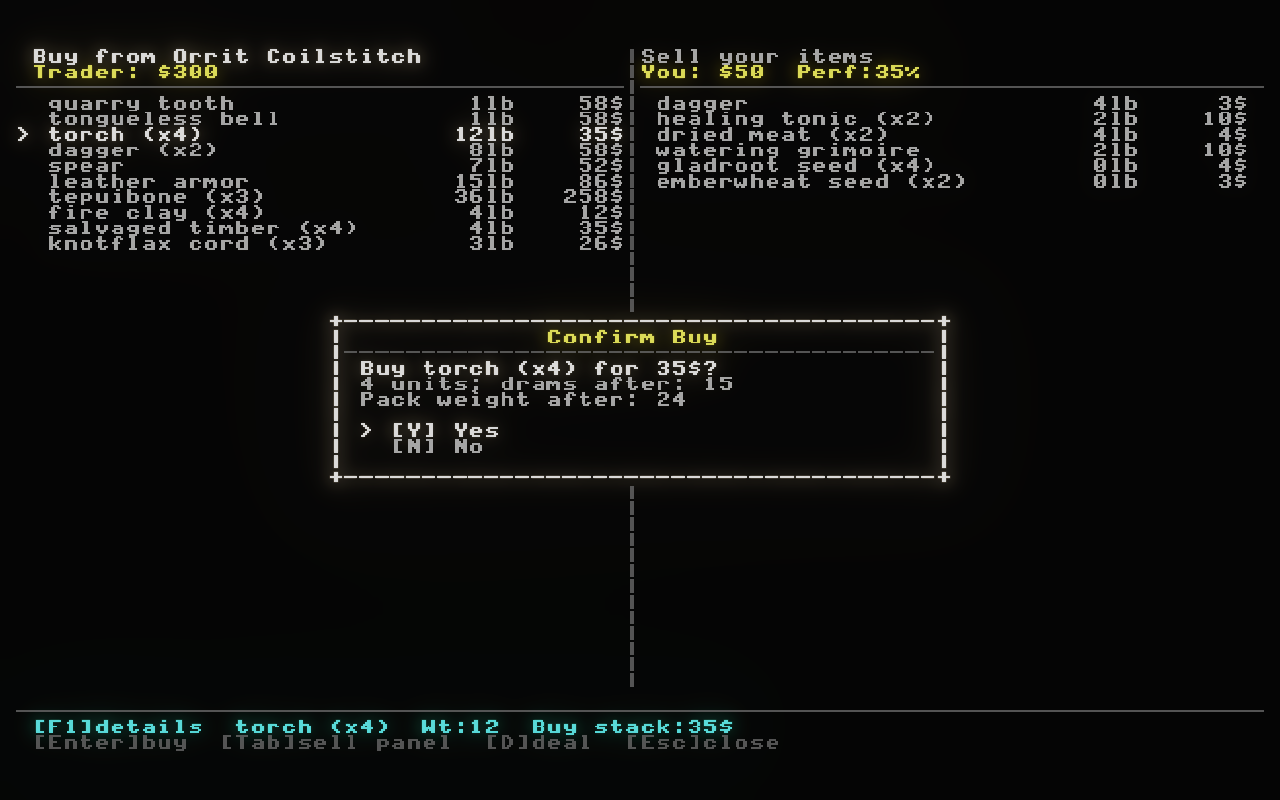 Buy from Orrit Coilstitch
Trader: $300
quarry tooth 1lb 58$
tongueless bell 1lb 58$
> torch (x4) 12lb 35$
dagger (x2) 8lb 58$
spear 7lb 52$
leather armor 15lb 86$
tepuibone (x3) 36lb 258$
fire clay (x4) 4lb 12$
salvaged timber (x4) 4lb 35$
knotflax cord (x3) 3lb 26$
Sell your items
You: $50 Perf:35%
dagger 4lb 3$
healing tonic (x2) 2lb 10$
dried meat (x2) 4lb 4$
watering grimoire 2lb 10$
gladroot seed (x4) 0lb 4$
emberwheat seed (x2) 0lb 3$
Confirm Buy
Buy torch (x4) for 35$?
4 units; drams after: 15
Pack weight after: 24
> [Y] Yes
[N] No
[F1]details torch (x4) Wt:12 Buy stack:35$
[Enter]buy [Tab]sell panel [D]deal [Esc]close